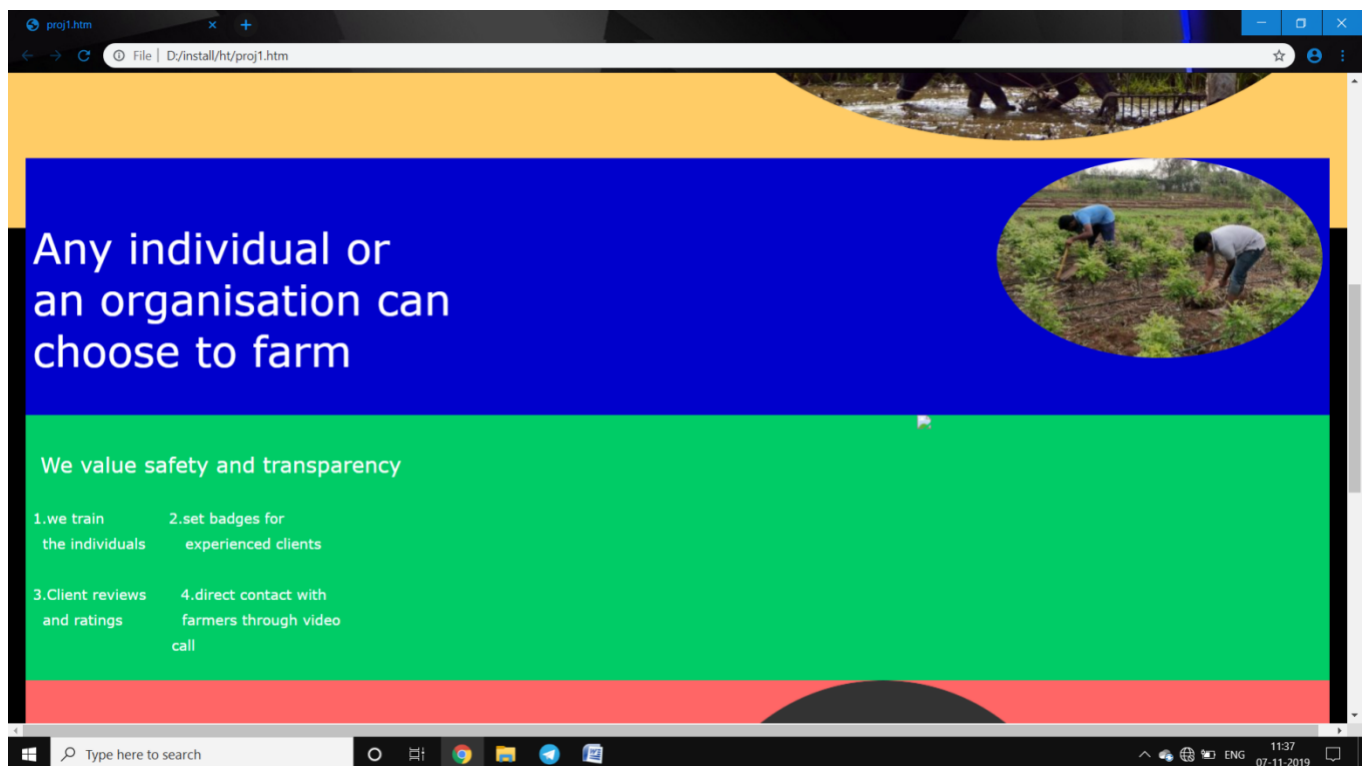 proj1.htm
File | D:/install/ht/proj1.htm
Any individual or
an organisation can
choose to farm
We value safety and transparency
1.we train 2.set badges for
the individuals experienced clients
3.Client reviews 4.direct contact with
and ratings farmers through video
call
Type here to search
ENG
11:37
07-11-2019